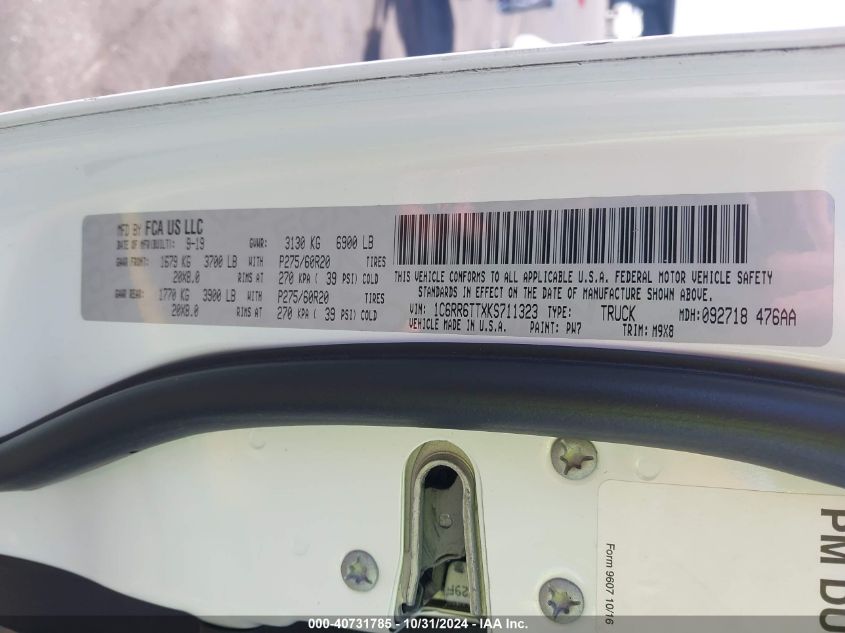 MFD BY FCA US LLC
DATE OF MFR(BUILT): 9-19 GVWR: 3130 KG 6900 LB
GAWR FRONT: 1679 KG 3700 LB WITH P275/60R20 TIRES
20X8.0 RIMS AT 270 KPA ( 39 PSI) COLD
GAWR REAR: 1770 KG 3900 LB WITH P275/60R20 TIRES
20X8.0 RIMS AT 270 KPA ( 39 PSI) COLD
THIS VEHICLE CONFORMS TO ALL APPLICABLE U.S.A. FEDERAL MOTOR VEHICLE SAFETY
STANDARDS IN EFFECT ON THE DATE OF MANUFACTURE SHOWN ABOVE.
VIN: 1C6RR6TTXKS711323 TYPE: TRUCK MDH: 092718 476AA
VEHICLE MADE IN U.S.A. PAINT: PW7 TRIM: M9X8
Form 9607 10/16
PM DO
000-40731785 - 10/31/2024 - IAA Inc.